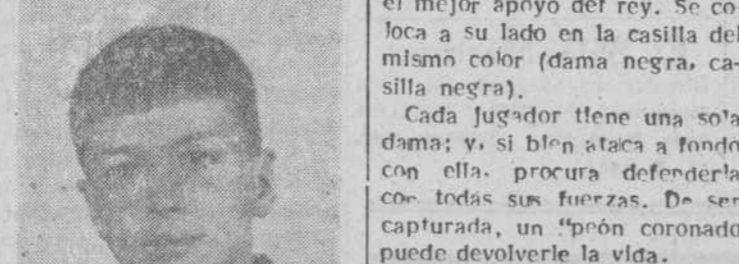 el mejor apoyo del rey. Se co-
loca a su lado en la casilla del
mismo color (dama negra, ca-
silla negra).
Cada jugador tiene una sola
dama; y, si bien ataca a fondo
con ella, procura defenderla
con todas sus fuerzas. De ser
capturada, un "peón coronado
puede devolverle la vida.